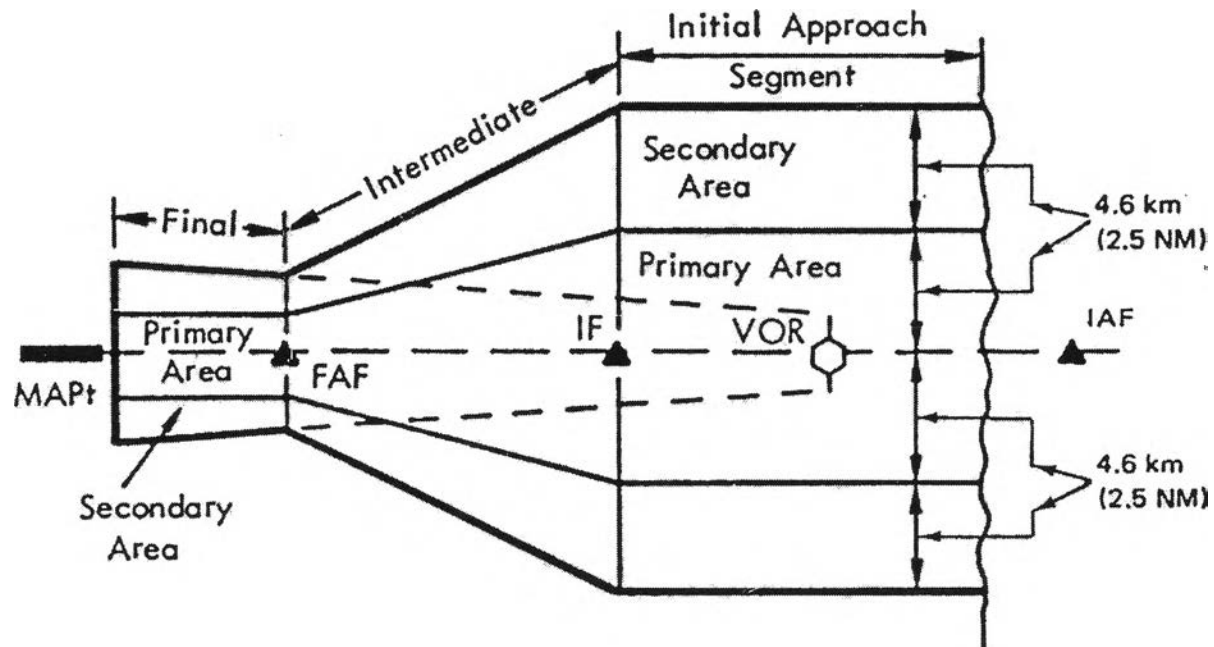 Initial Approach
Segment
Intermediate
Final
Secondary
Area
4.6 km
(2.5 NM)
Primary Area
IF
VOR
IAF
Primary
Area
MAPt
FAF
4.6 km
(2.5 NM)
Secondary
Area